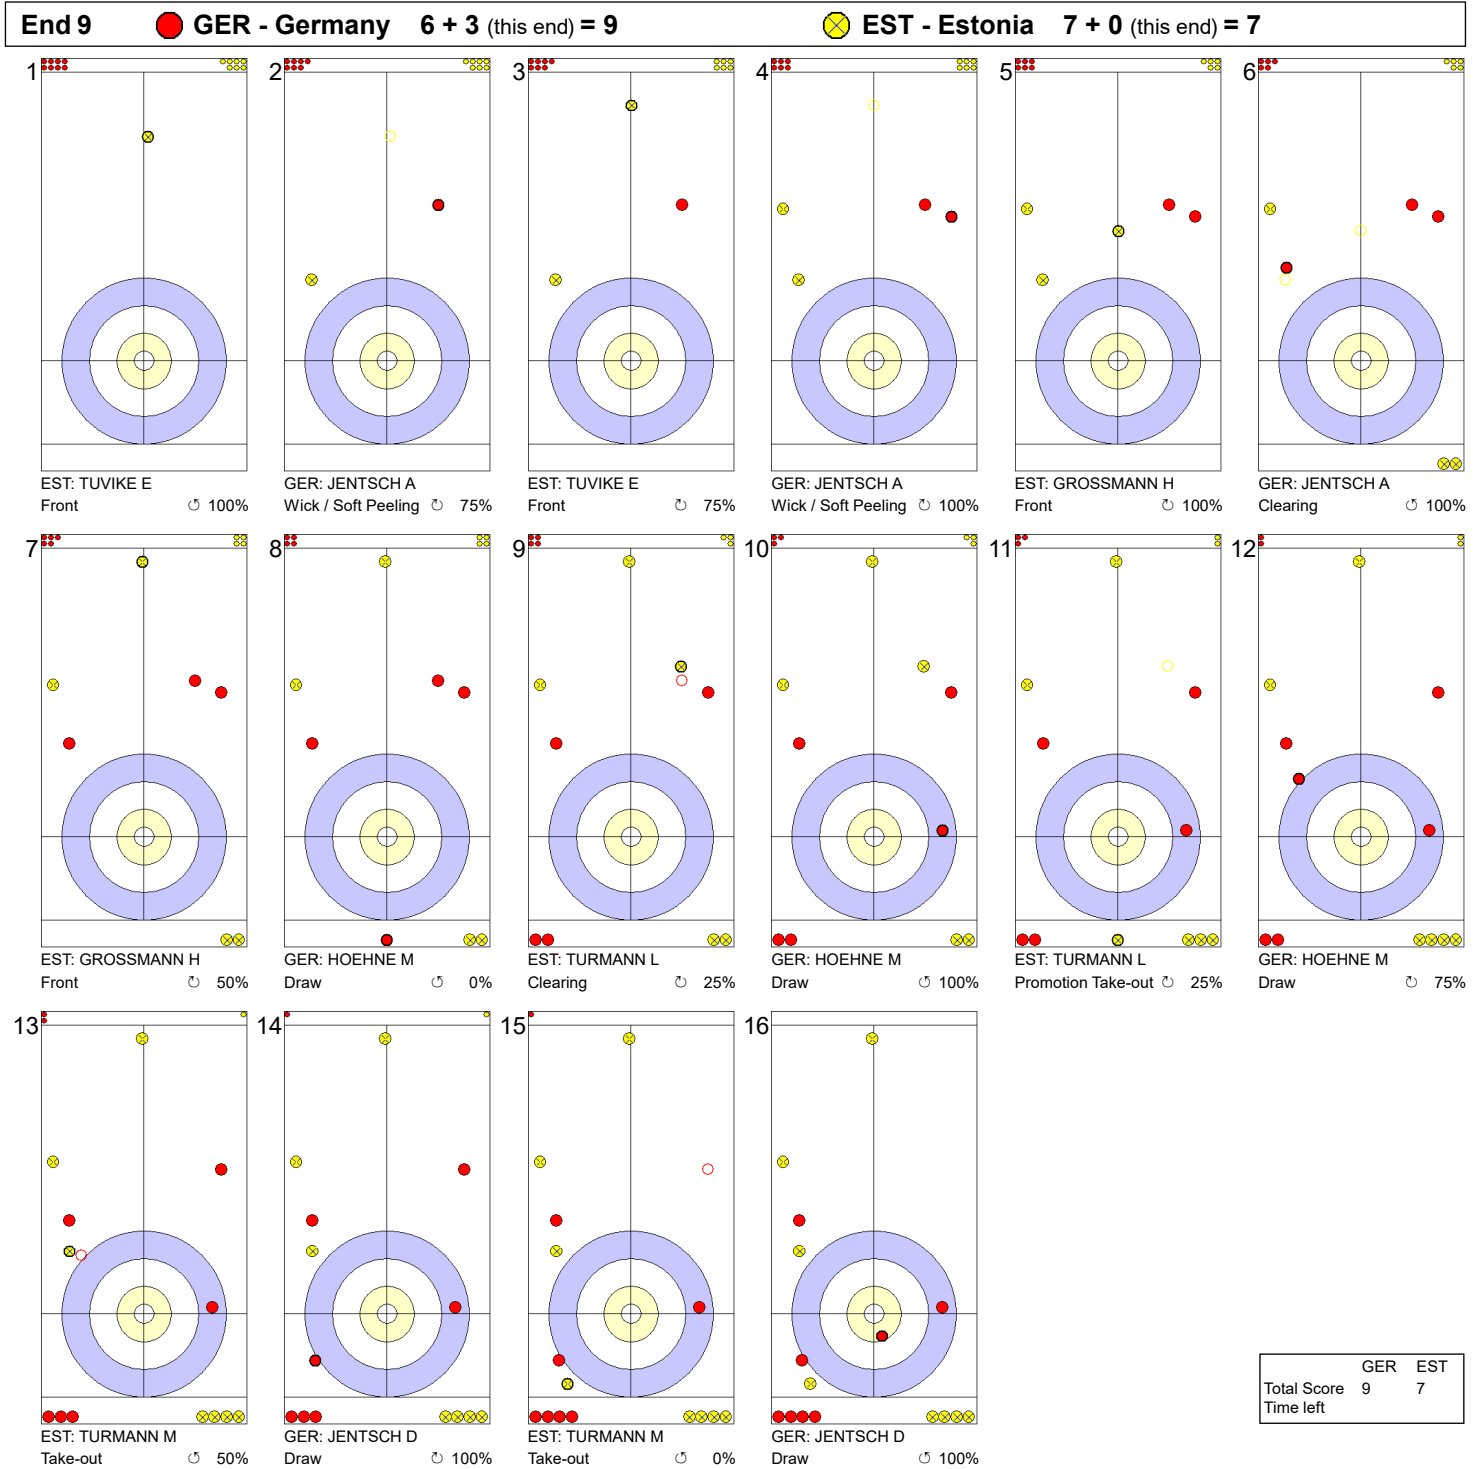 End 9 GER - Germany 6 + 3 (this end) = 9 EST - Estonia 7 + 0 (this end) = 7
1 2 3 4 5 6
EST: TUVIKE E GER: JENTSCH A EST: TUVIKE E GER: JENTSCH A EST: GROSSMANN H GER: JENTSCH A
Front ↺ 100% Wick / Soft Peeling ↻ 75% Front ↻ 75% Wick / Soft Peeling ↻ 100% Front ↻ 100% Clearing ↺ 100%
7 8 9 10 11 12
EST: GROSSMANN H GER: HOEHNE M EST: TURMANN L GER: HOEHNE M EST: TURMANN L GER: HOEHNE M
Front ↻ 50% Draw ↺ 0% Clearing ↻ 25% Draw ↺ 100% Promotion Take-out ↻ 25% Draw ↻ 75%
13 14 15 16
EST: TURMANN M GER: JENTSCH D EST: TURMANN M GER: JENTSCH D
Take-out ↺ 50% Draw ↻ 100% Take-out ↺ 0% Draw ↺ 100%
GER EST
Total Score 9 7
Time left